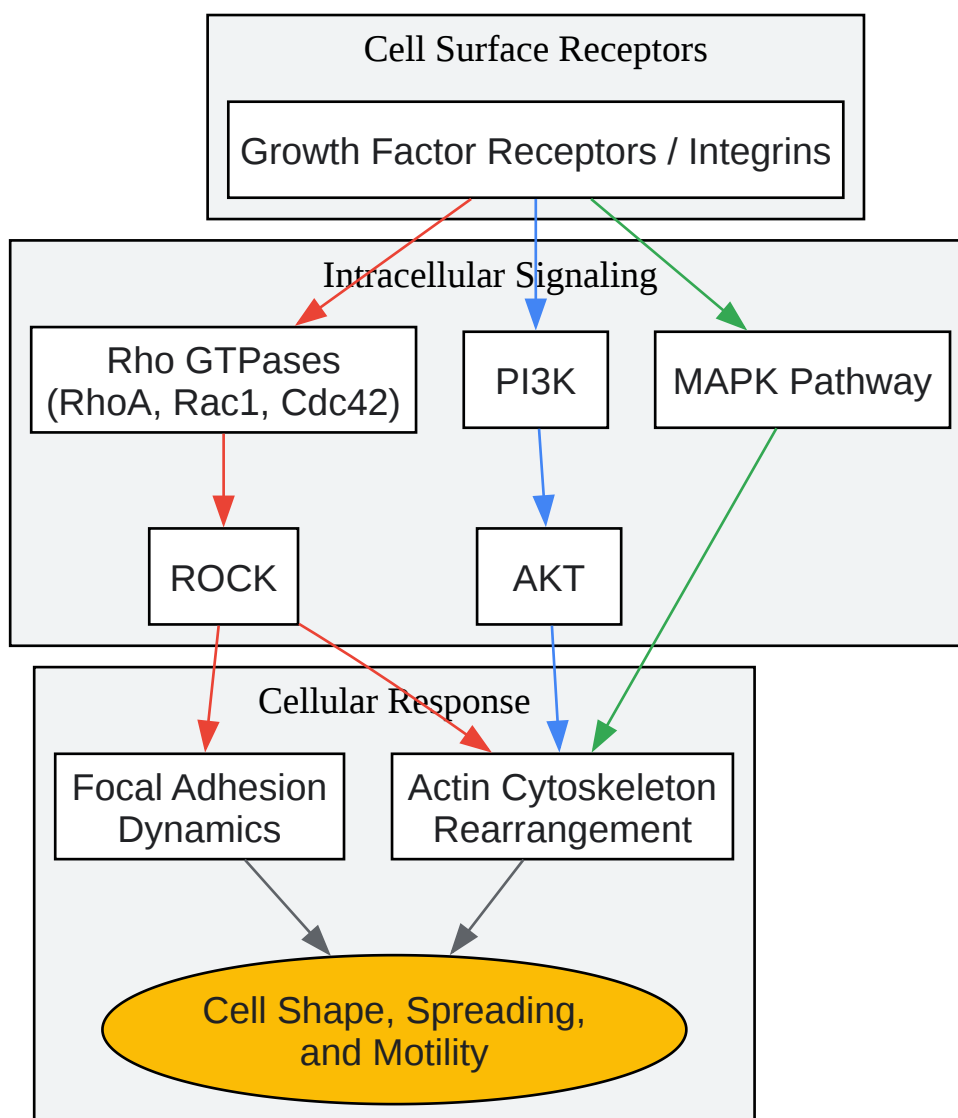 Cell Surface Receptors
Growth Factor Receptors / Integrins
Intracellular Signaling
Rho GTPases
(RhoA, Rac1, Cdc42)
PI3K
MAPK Pathway
ROCK
AKT
Cellular Response
Focal Adhesion
Dynamics
Actin Cytoskeleton
Rearrangement
Cell Shape, Spreading,
and Motility